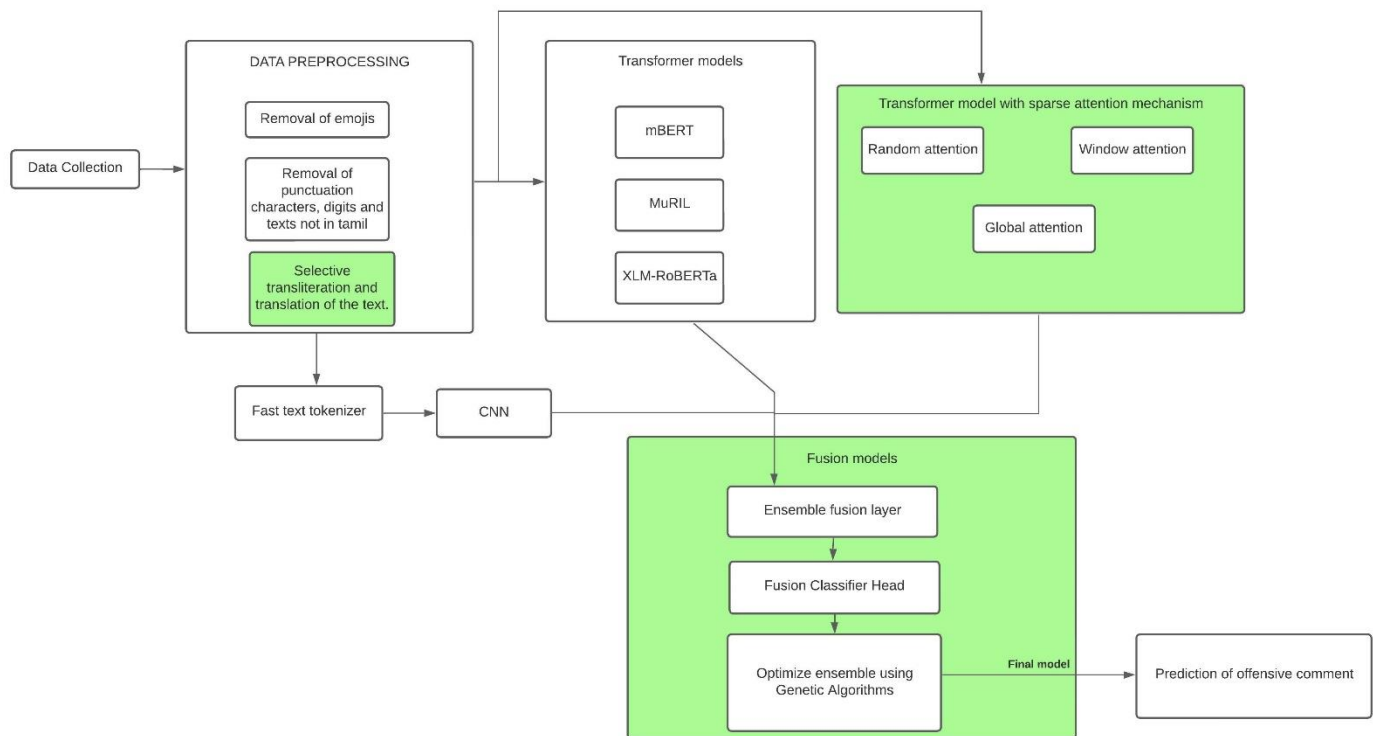 DATA PREPROCESSING
Removal of emojis
Data Collection
Removal of
punctuation
characters, digits and
texts not in tamil
Selective
transliteration and
translation of the text.
Transformer models
mBERT
MuRIL
XLM-RoBERTa
Transformer model with sparse attention mechanism
Random attention
Window attention
Global attention
Fast text tokenizer
CNN
Fusion models
Ensemble fusion layer
Fusion Classifier Head
Optimize ensemble using
Genetic Algorithms
Final model
Prediction of offensive comment